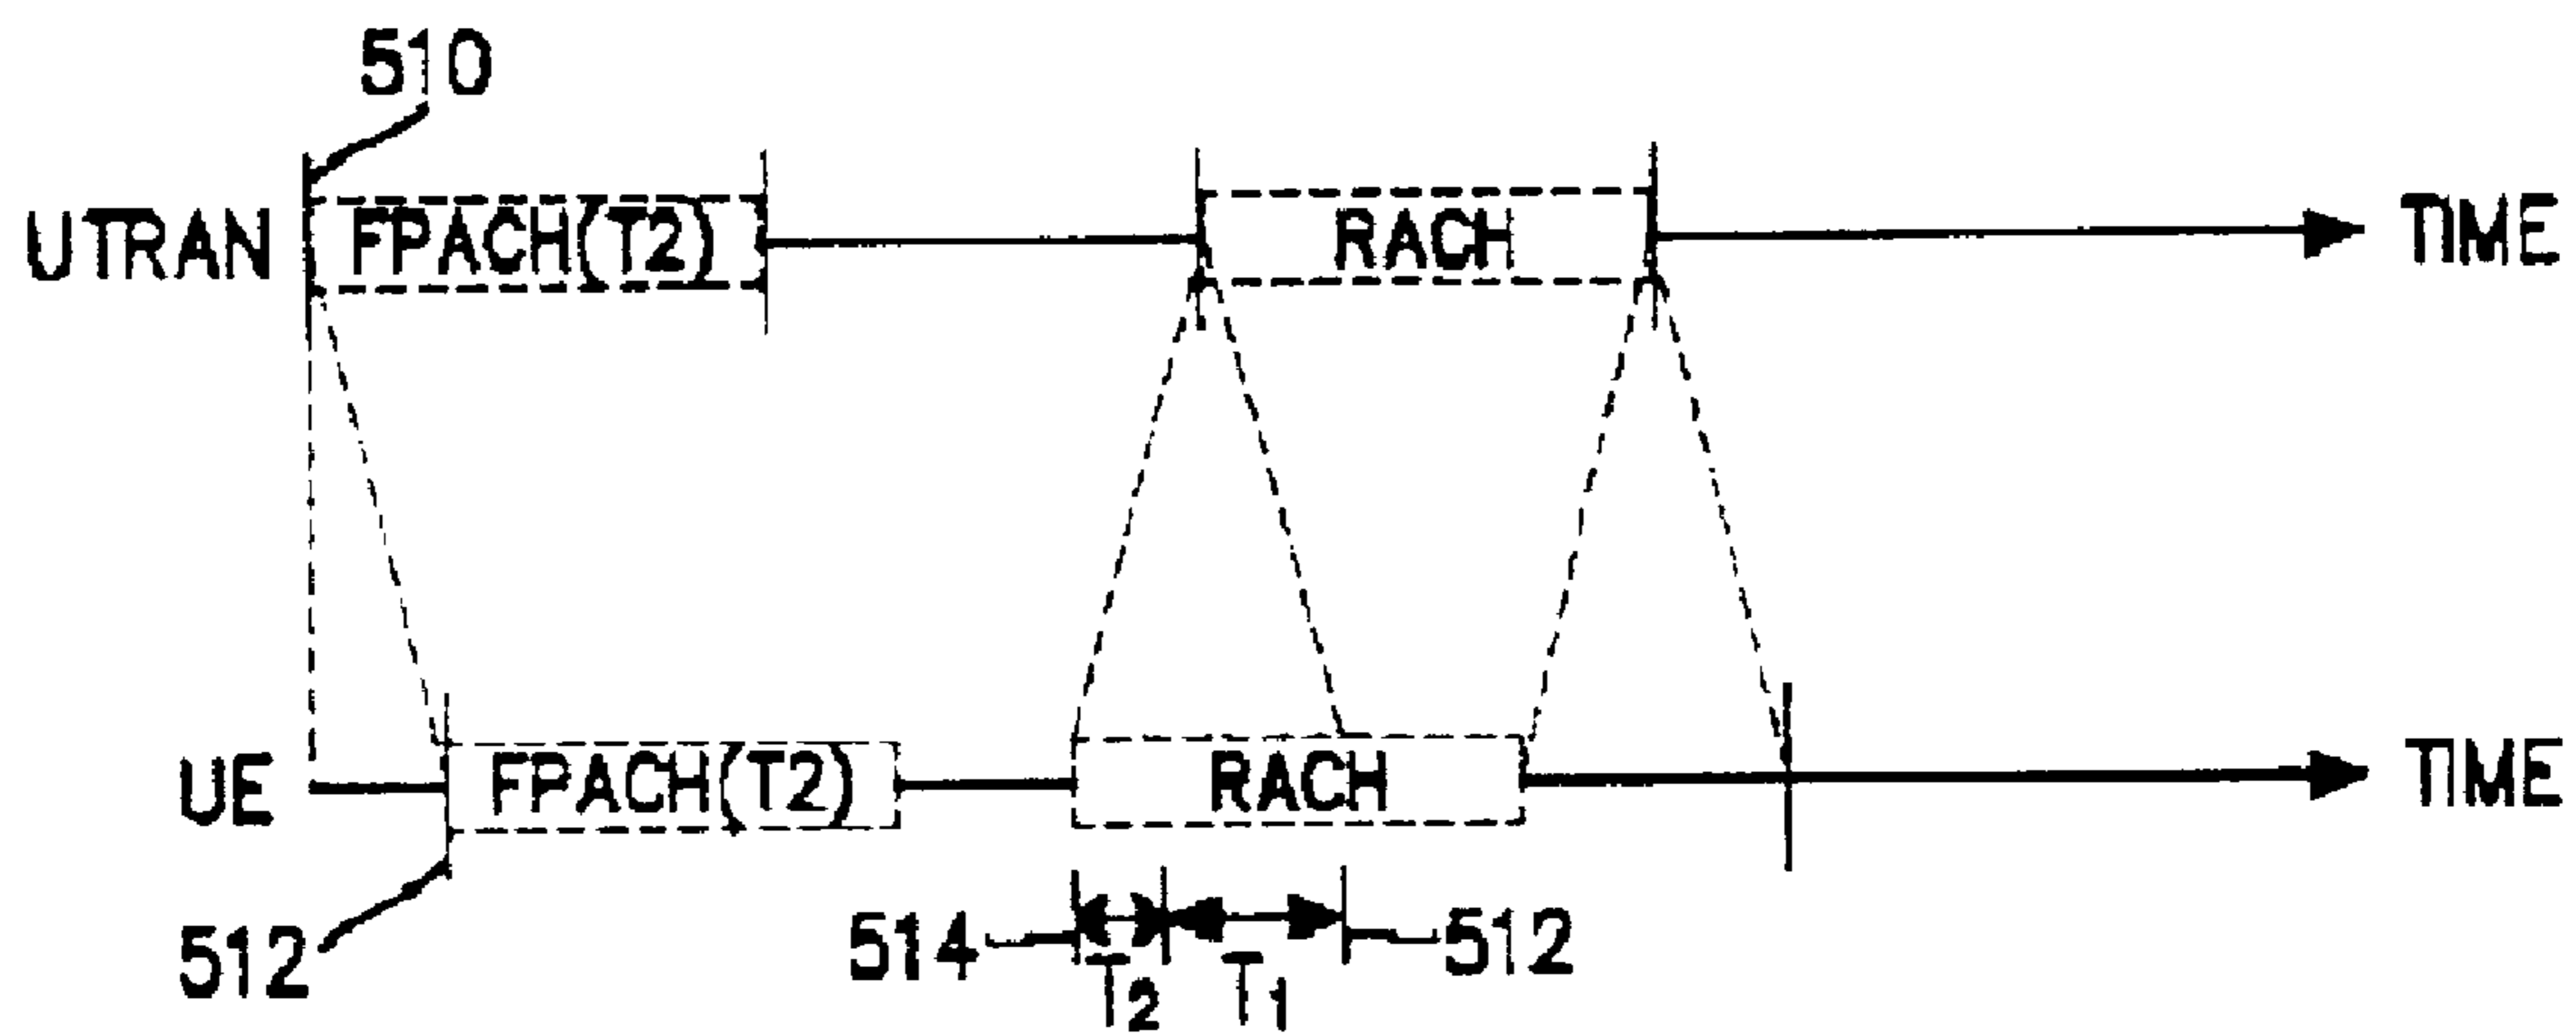 510
UTRAN FPACH(T2) RACH TIME
UE FPACH(T2) RACH TIME
512 514 T2 T1 512